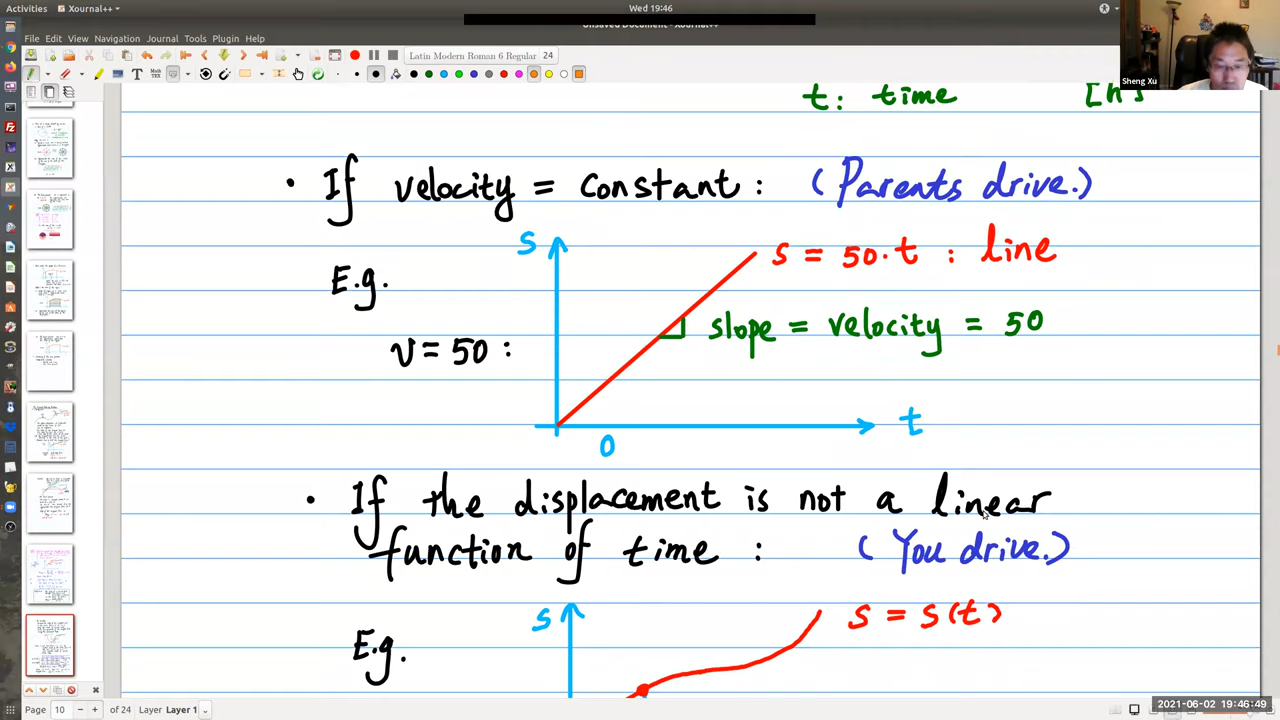 Activities Xournal++ Wed 19:46
Unsaved Document - Xournal++
File Edit View Navigation Journal Tools Plugin Help
Latin Modern Roman 6 Regular 24
Sheng Xu
t: time [h]
• If velocity = constant: (Parents drive.)
s s = 50·t : line
E.g.
slope = velocity = 50
v = 50 :
t
0
• If the displacement is not a linear
function of time : (You drive.)
s s = s(t)
E.g.
Page 10 of 24 Layer Layer 1
2021-06-02 19:46:49